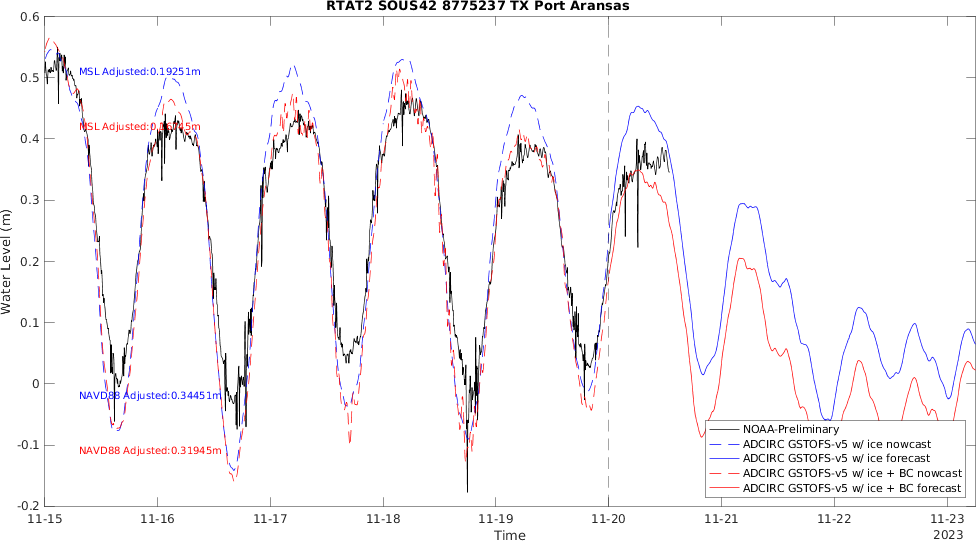 RTAT2 SOUS42 8775237 TX Port Aransas
0.6
0.5
0.4
0.3
0.2
0.1
0
-0.1
-0.2
Water Level (m)
MSL Adjusted:0.19251m
MSL Adjusted:
NAVD88 Adjusted:0.34451m
NAVD88 Adjusted:0.31945m
NOAA-Preliminary
ADCIRC GSTOFS-v5 w/ ice nowcast
ADCIRC GSTOFS-v5 w/ ice forecast
ADCIRC GSTOFS-v5 w/ ice + BC nowcast
ADCIRC GSTOFS-v5 w/ ice + BC forecast
11-15 11-16 11-17 11-18 11-19 11-20 11-21 11-22 11-23
Time
2023